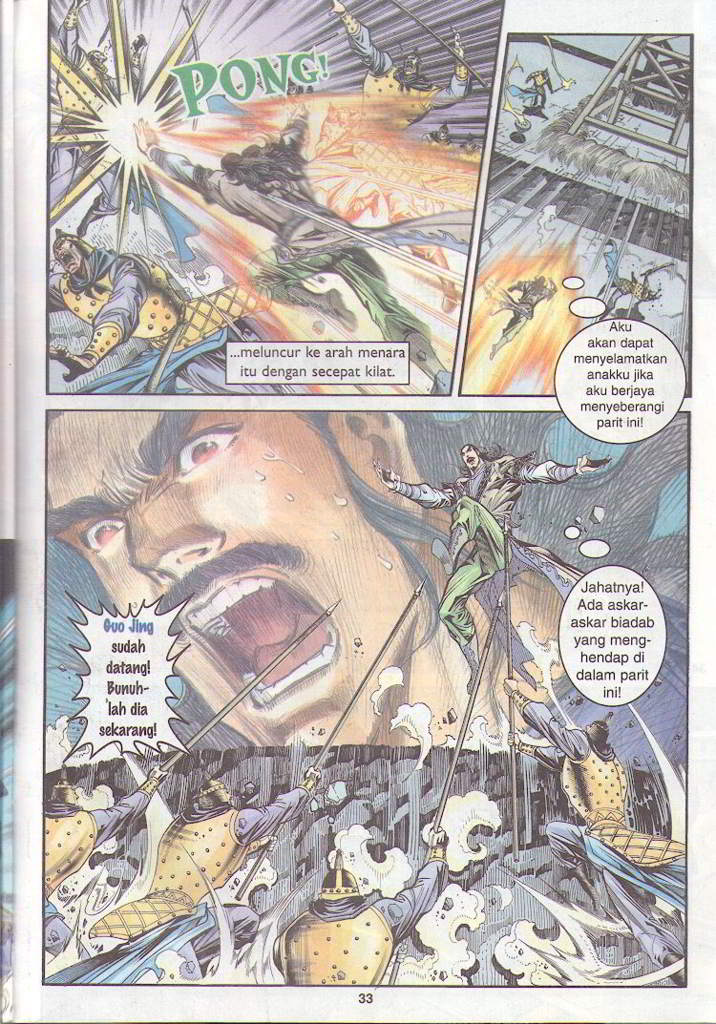 PONG!
...meluncur ke arah menara
itu dengan secepat kilat.
Aku
akan dapat
menyelamatkan
anakku jika
aku berjaya
menyeberangi
parit ini!
Guo Jing
sudah
datang!
Bunuh-
lah dia
sekarang!
Jahatnya!
Ada askar-
askar biadab
yang meng-
hendap di
dalam parit
ini!
33